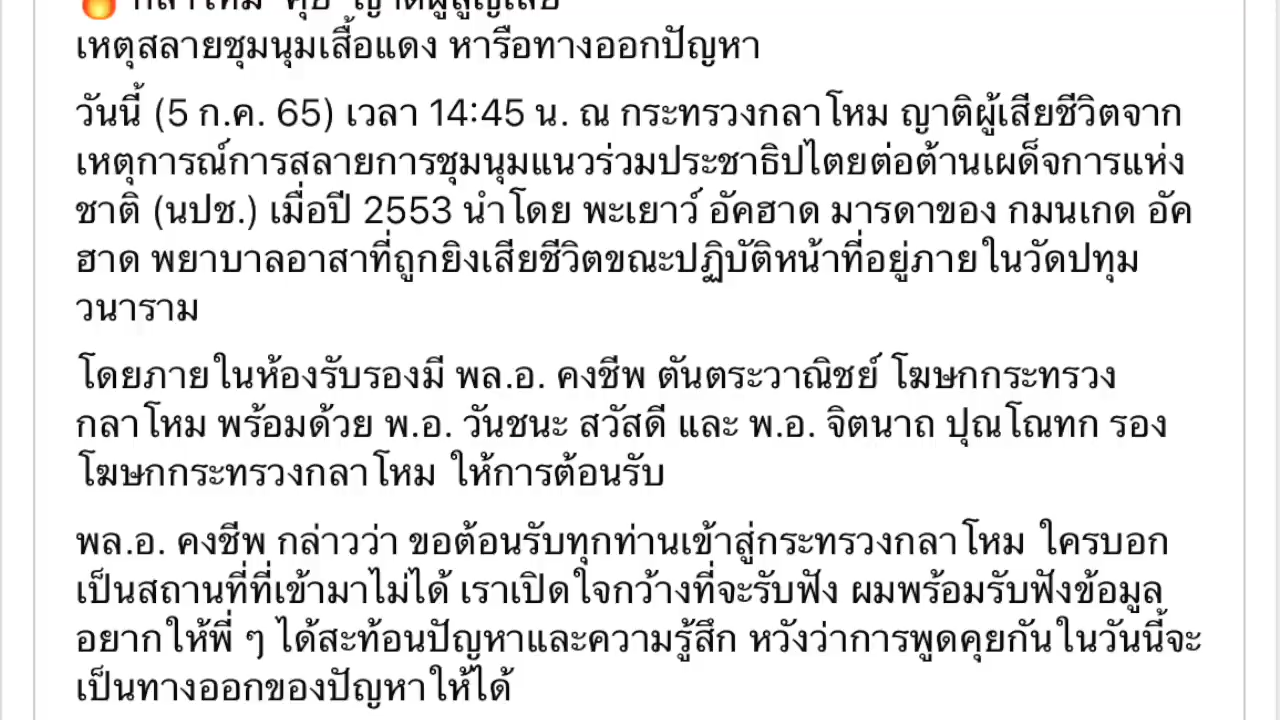 กลาโหม คุย ญาติผู้สูญเสีย
เหตุสลายชุมนุมเสื้อแดง หารือทางออกปัญหา
วันนี้ (5 ก.ค. 65) เวลา 14:45 น. ณ กระทรวงกลาโหม ญาติผู้เสียชีวิตจาก
เหตุการณ์การสลายการชุมนุมแนวร่วมประชาธิปไตยต่อต้านเผด็จการแห่ง
ชาติ (นปช.) เมื่อปี 2553 นำโดย พะเยาว์ อัคฮาด มารดาของ กมนเกด อัค
ฮาด พยาบาลอาสาที่ถูกยิงเสียชีวิตขณะปฏิบัติหน้าที่อยู่ภายในวัดปทุม
วนาราม
โดยภายในห้องรับรองมี พล.อ. คงชีพ ตันตระวาณิชย์ โฆษกกระทรวง
กลาโหม พร้อมด้วย พ.อ. วันชนะ สวัสดี และ พ.อ. จิตนาถ ปุณโณทก รอง
โฆษกกระทรวงกลาโหม ให้การต้อนรับ
พล.อ. คงชีพ กล่าวว่า ขอต้อนรับทุกท่านเข้าสู่กระทรวงกลาโหม ใครบอก
เป็นสถานที่ที่เข้ามาไม่ได้ เราเปิดใจกว้างที่จะรับฟัง ผมพร้อมรับฟังข้อมูล
อยากให้พี่ ๆ ได้สะท้อนปัญหาและความรู้สึก หวังว่าการพูดคุยกันในวันนี้จะ
เป็นทางออกของปัญหาให้ได้